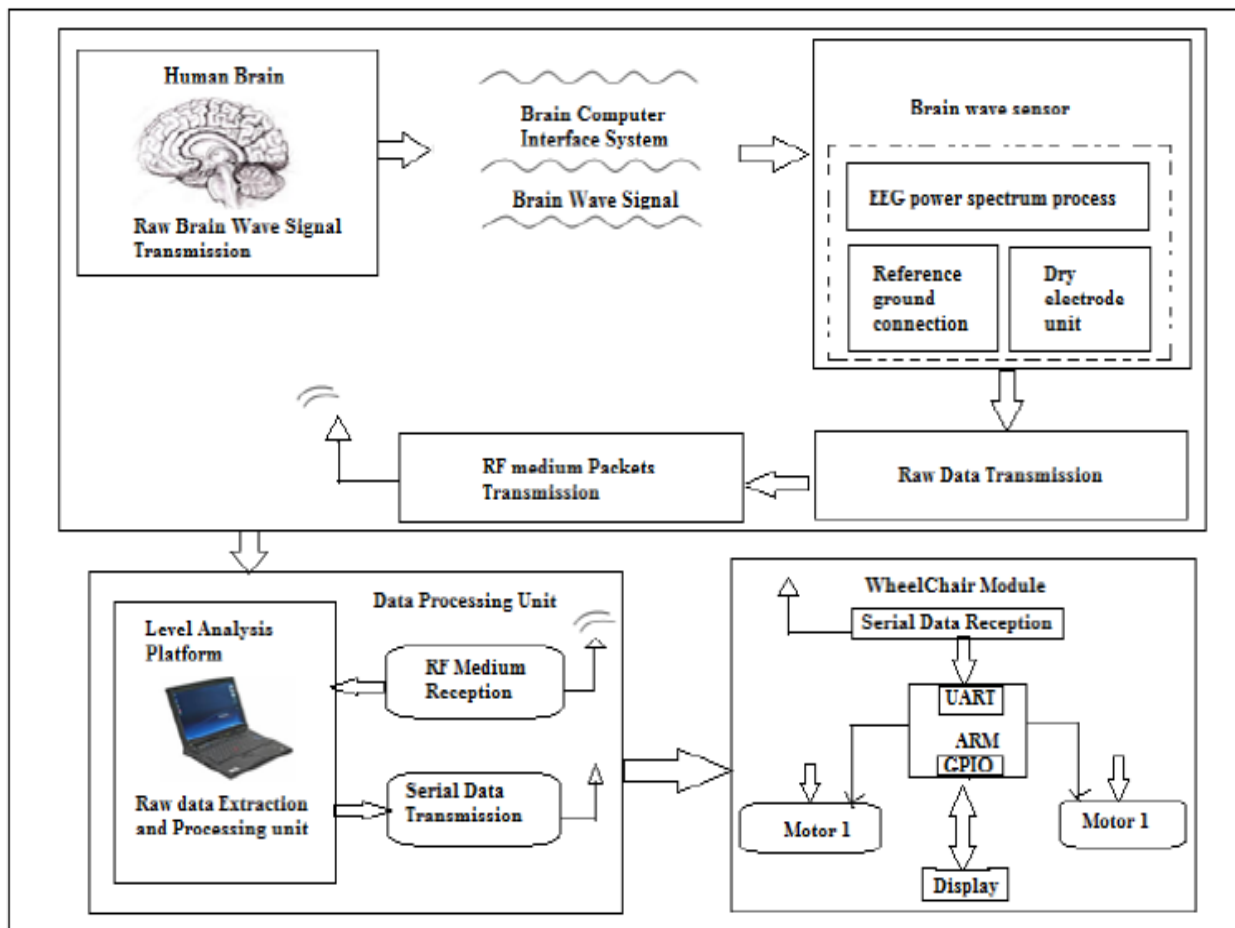 Human Brain
Raw Brain Wave Signal
Transmission
Brain Computer
Interface System
Brain Wave Signal
Brain wave sensor
EEG power spectrum process
Reference
ground
connection
Dry
electrode
unit
RF medium Packets
Transmission
Raw Data Transmission
Data Processing Unit
Level Analysis
Platform
RF Medium
Reception
Raw data Extraction
and Processing unit
Serial Data
Transmission
WheelChair Module
Serial Data Reception
UART
ARM
GPIO
Motor 1
Motor 1
Display